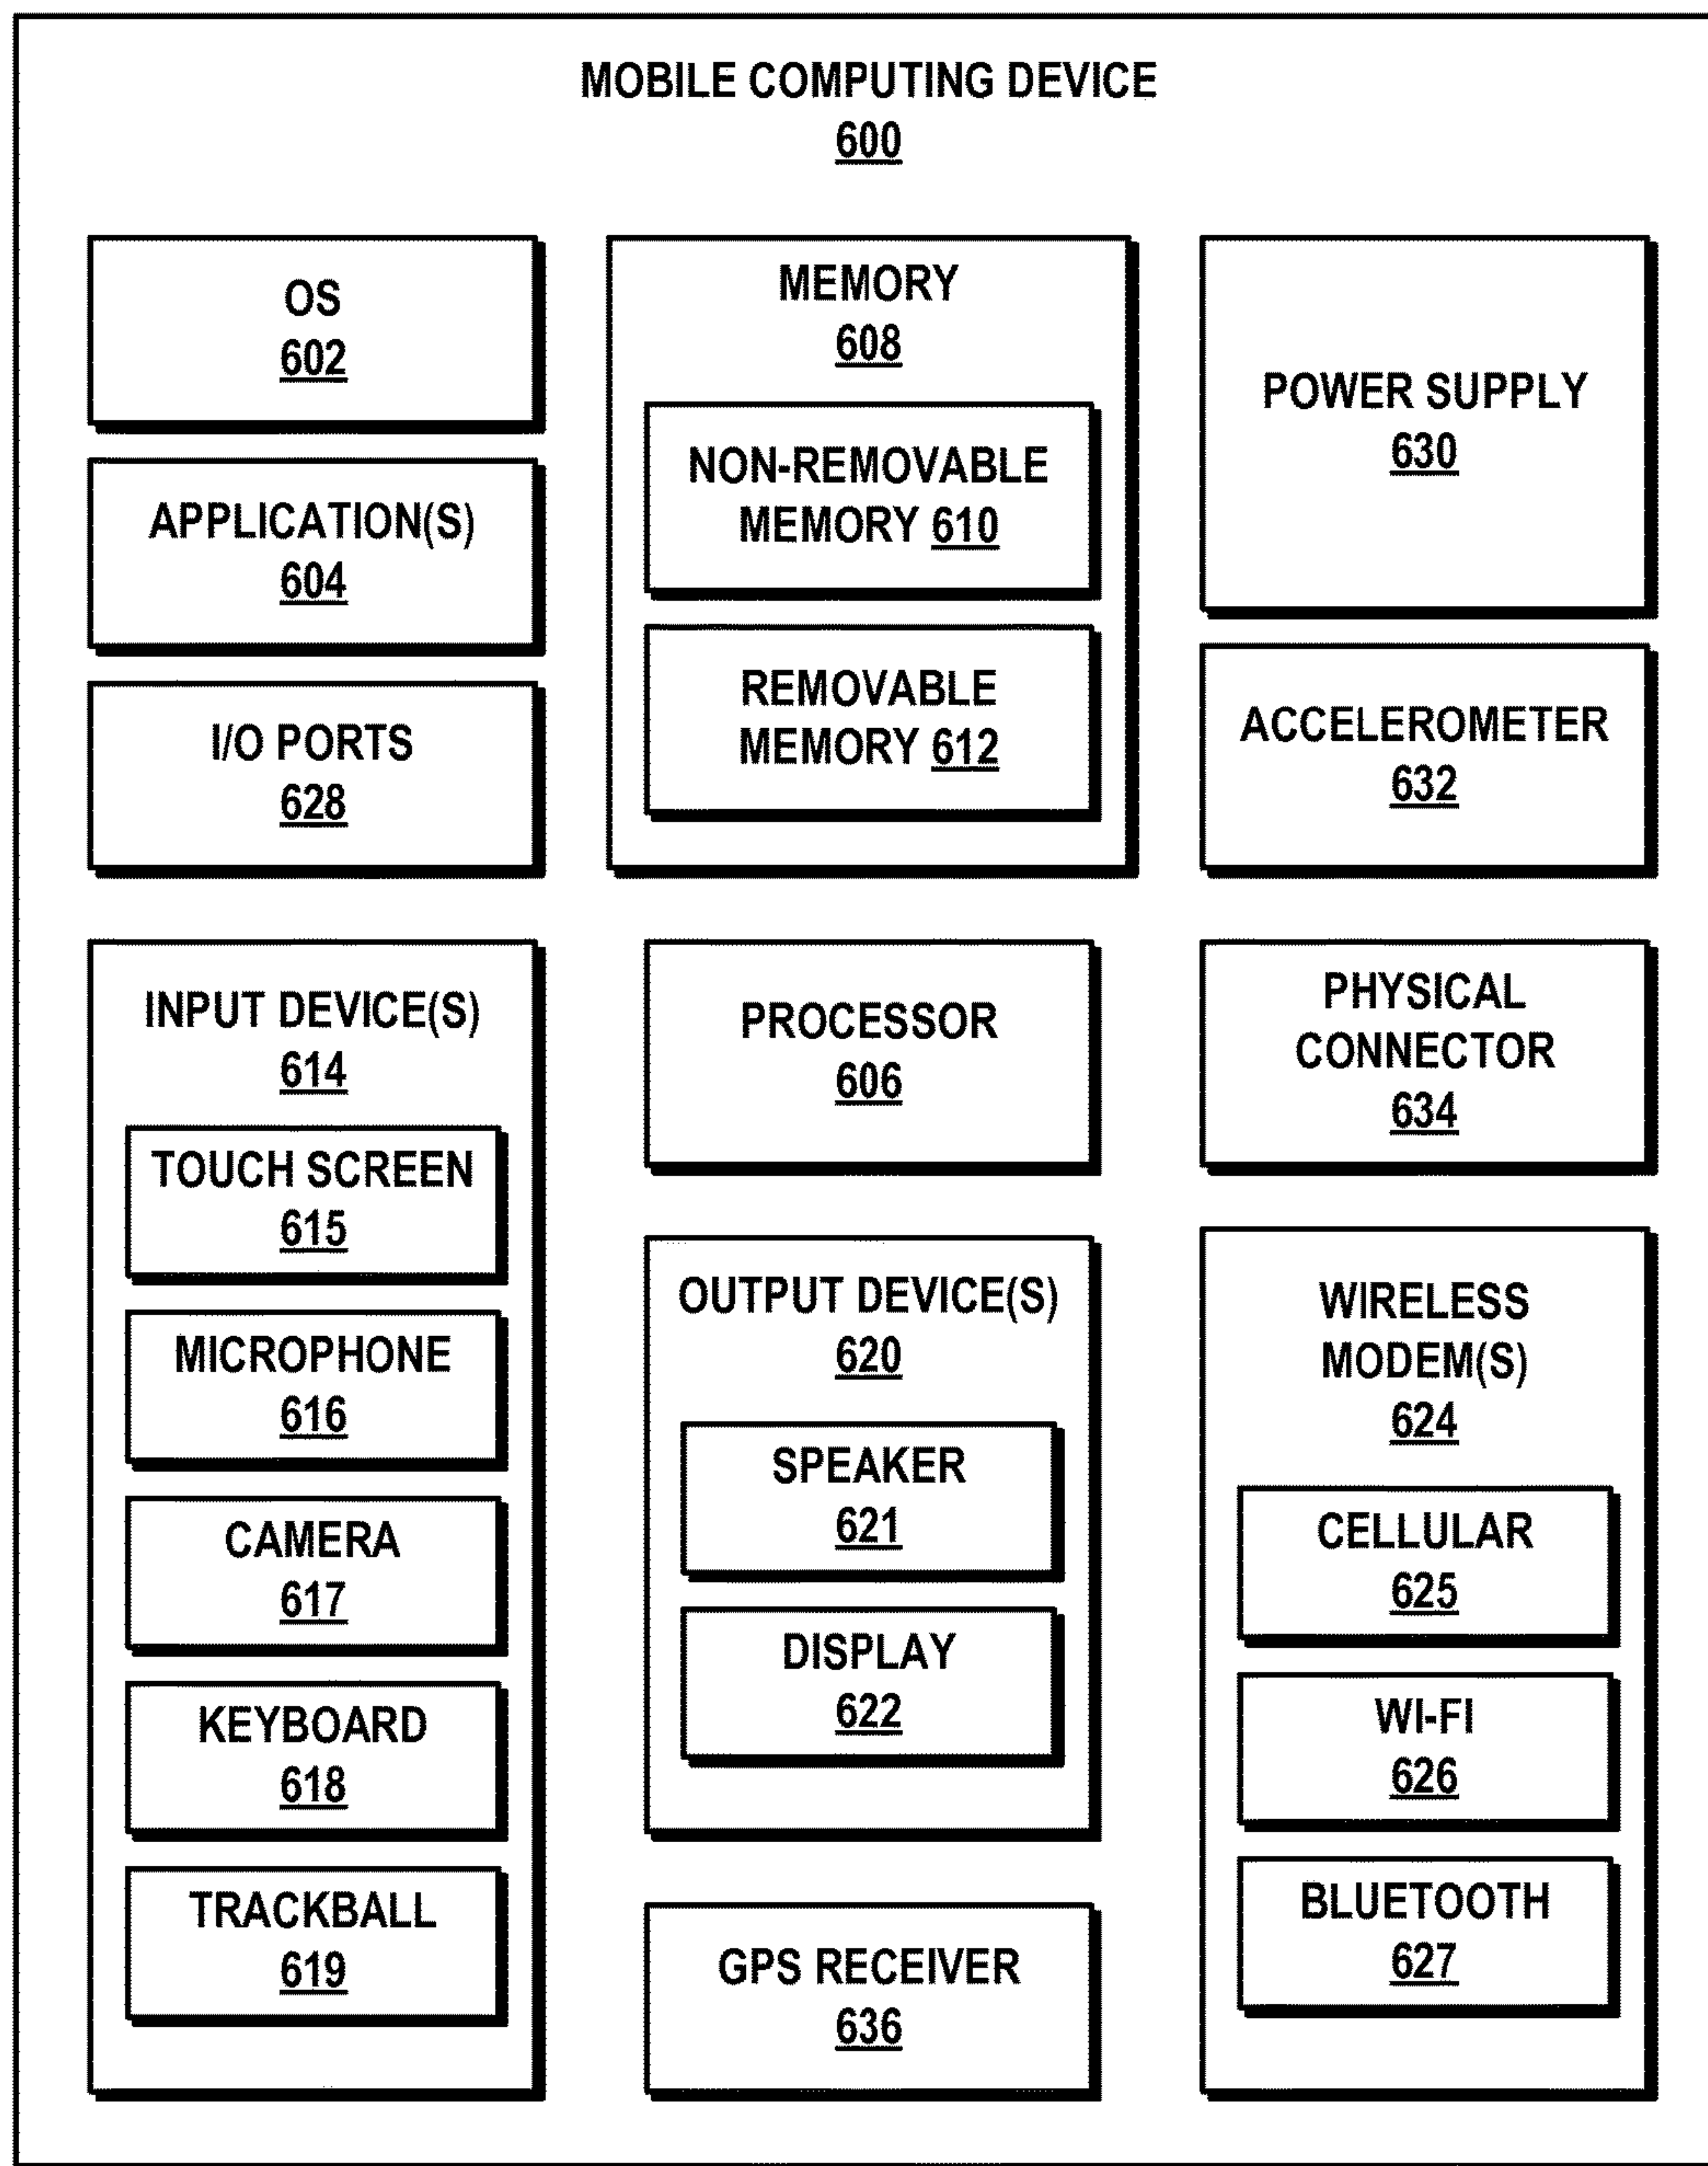 MOBILE COMPUTING DEVICE
600
OS
602
APPLICATION(S)
604
I/O PORTS
628
MEMORY
608
NON-REMOVABLE
MEMORY 610
REMOVABLE
MEMORY 612
POWER SUPPLY
630
ACCELEROMETER
632
INPUT DEVICE(S)
614
TOUCH SCREEN
615
MICROPHONE
616
CAMERA
617
KEYBOARD
618
TRACKBALL
619
PROCESSOR
606
OUTPUT DEVICE(S)
620
SPEAKER
621
DISPLAY
622
GPS RECEIVER
636
PHYSICAL
CONNECTOR
634
WIRELESS
MODEM(S)
624
CELLULAR
625
WI-FI
626
BLUETOOTH
627